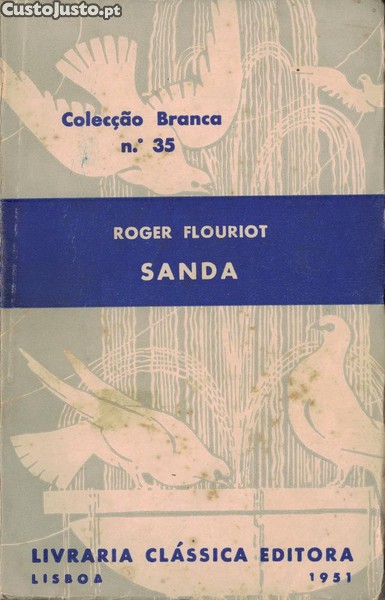 CustoJusto.pt
Colecção Branca
n.º 35
ROGER FLOURIOT
SANDA
LIVRARIA CLÁSSICA EDITORA
LISBOA 1951